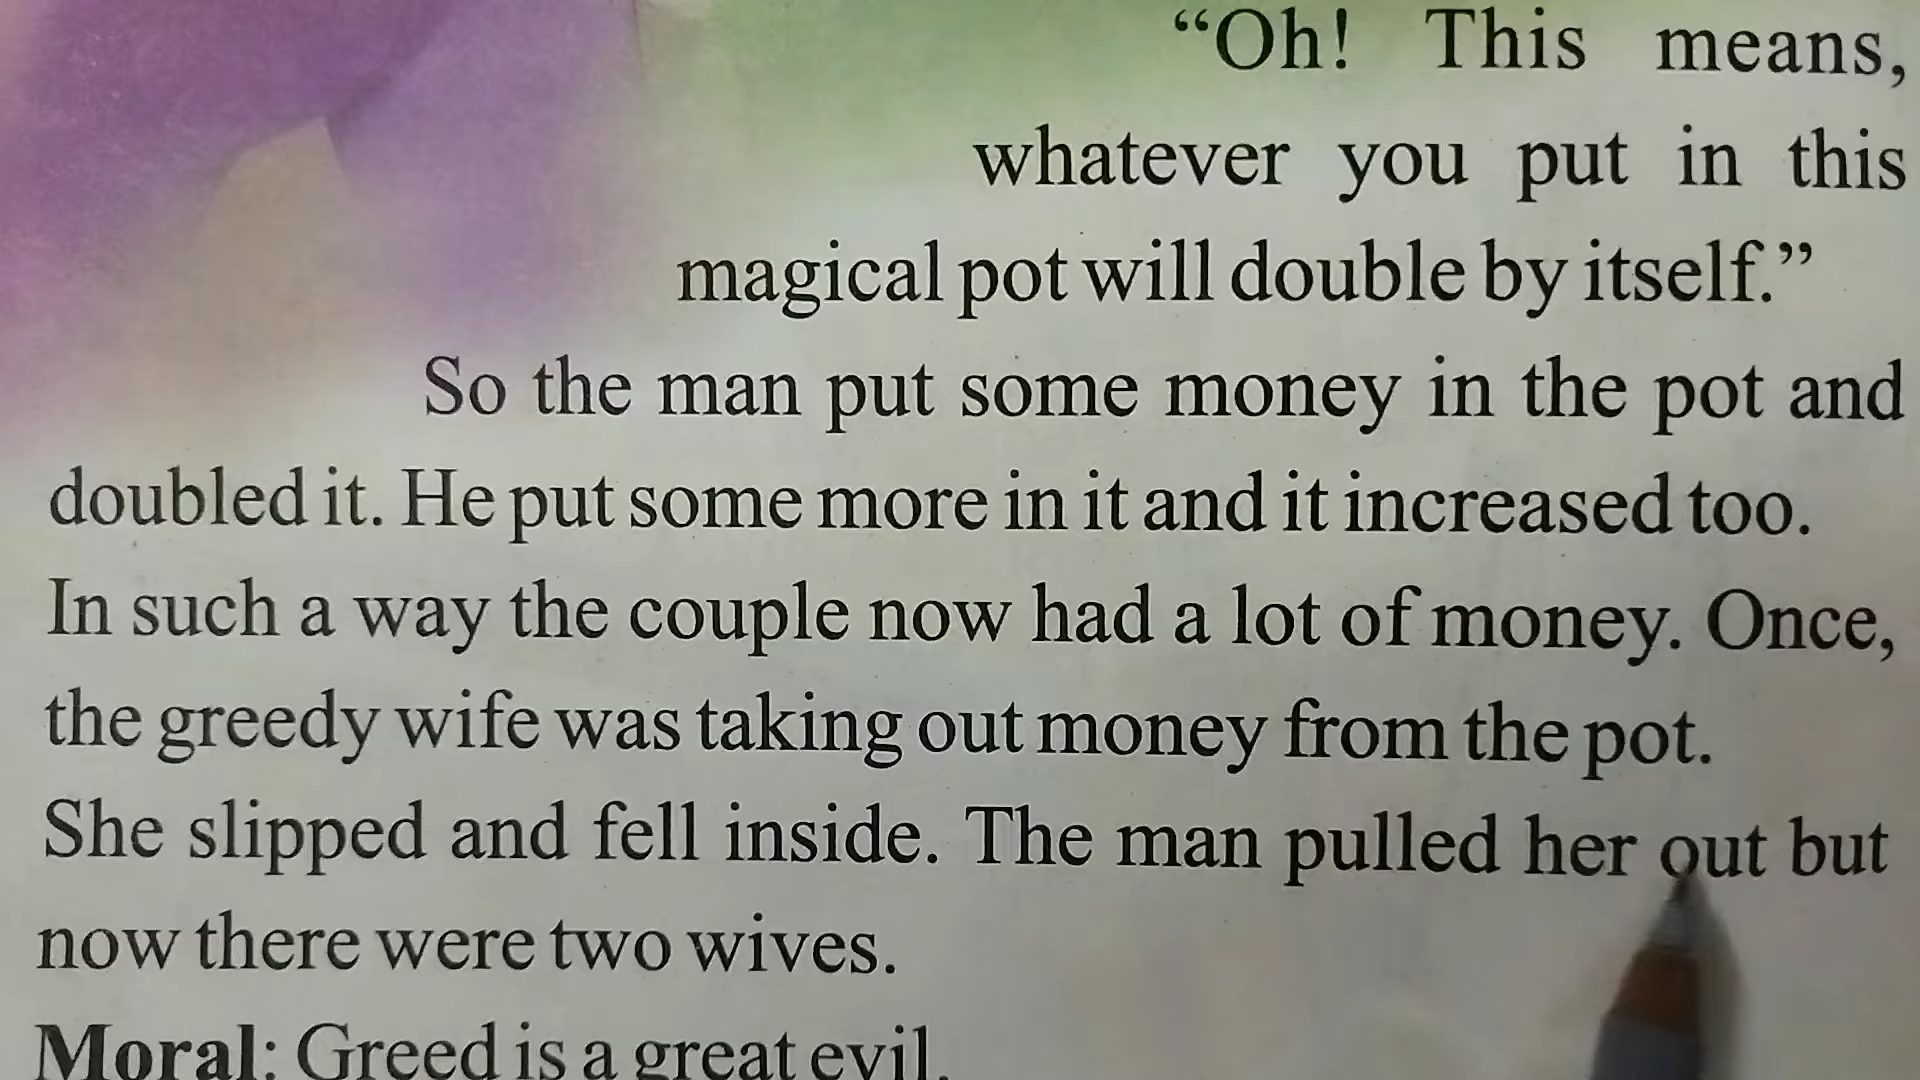 “Oh! This means,
whatever you put in this
magical pot will double by itself.”
So the man put some money in the pot and
doubled it. He put some more in it and it increased too.
In such a way the couple now had a lot of money. Once,
the greedy wife was taking out money from the pot.
She slipped and fell inside. The man pulled her out but
now there were two wives.
Moral: Greed is a great evil.